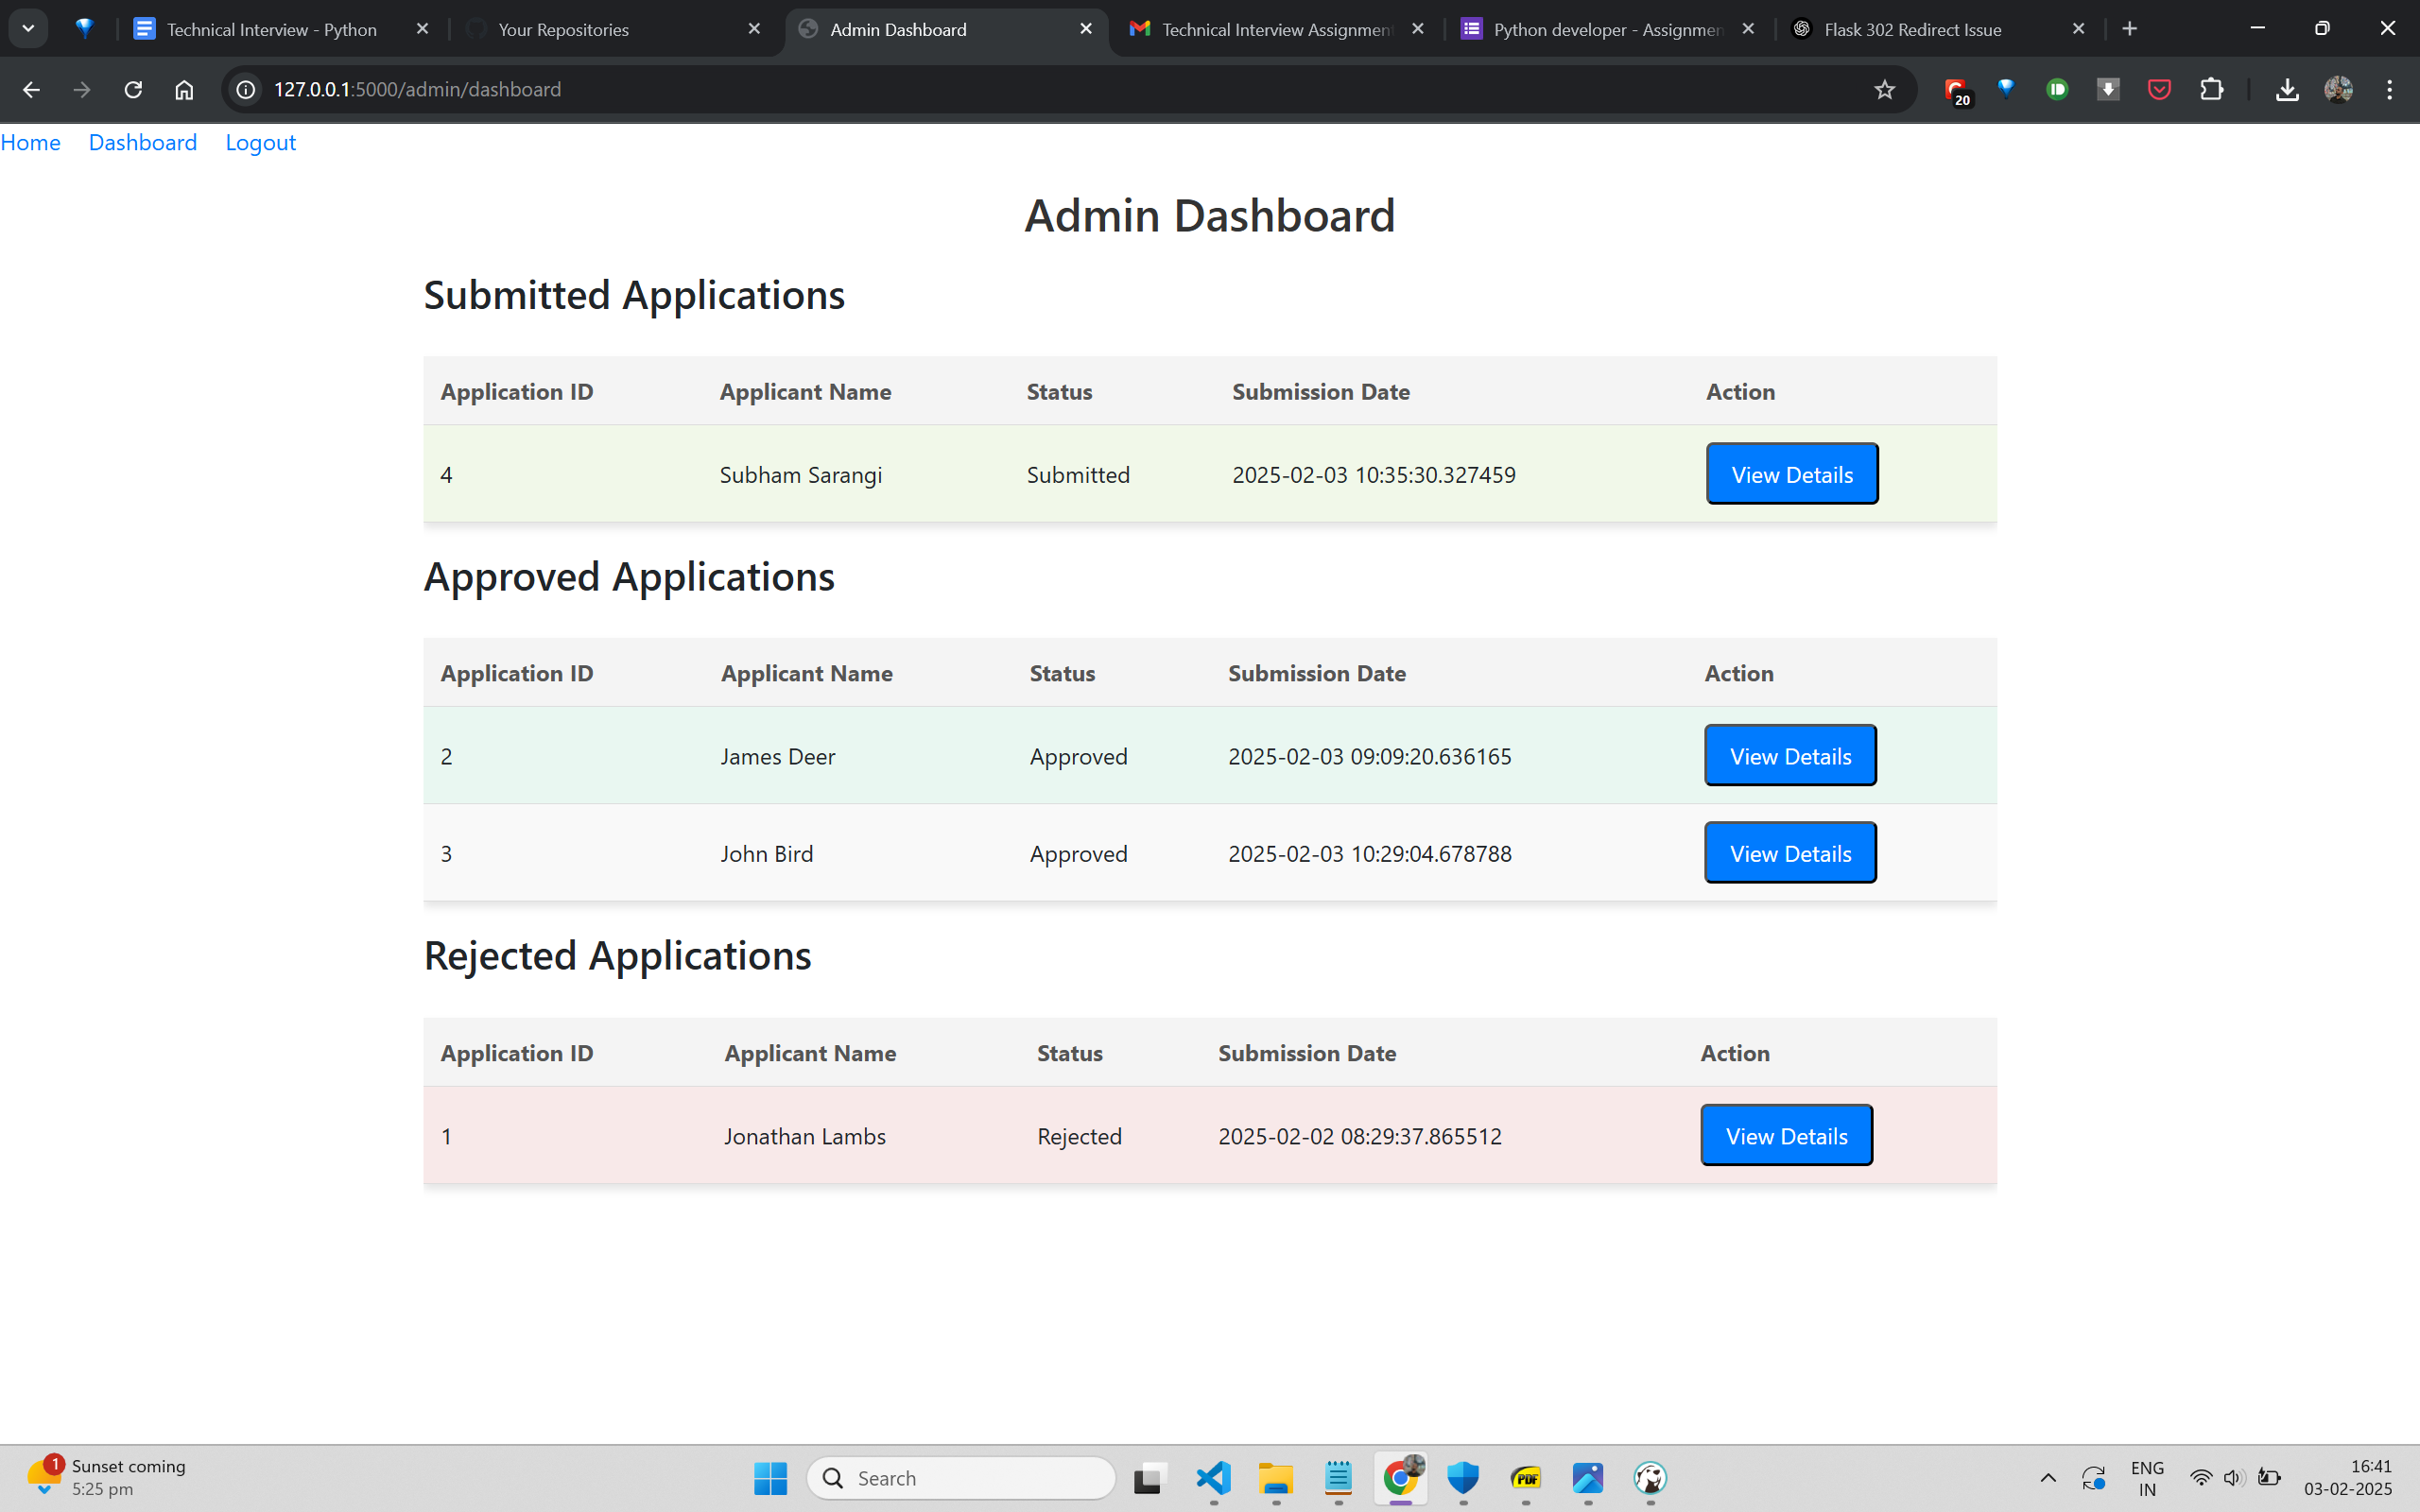 Technical Interview - Python
Your Repositories
Admin Dashboard
Technical Interview Assignment
Python developer - Assignmen
Flask 302 Redirect Issue
127.0.0.1:5000/admin/dashboard
20
Home Dashboard Logout
Admin Dashboard
Submitted Applications
Application ID Applicant Name Status Submission Date Action
4 Subham Sarangi Submitted 2025-02-03 10:35:30.327459 View Details
Approved Applications
Application ID Applicant Name Status Submission Date Action
2 James Deer Approved 2025-02-03 09:09:20.636165 View Details
3 John Bird Approved 2025-02-03 10:29:04.678788 View Details
Rejected Applications
Application ID Applicant Name Status Submission Date Action
1 Jonathan Lambs Rejected 2025-02-02 08:29:37.865512 View Details
1
Sunset coming
5:25 pm
Search
PDF
ENG
IN
16:41
03-02-2025